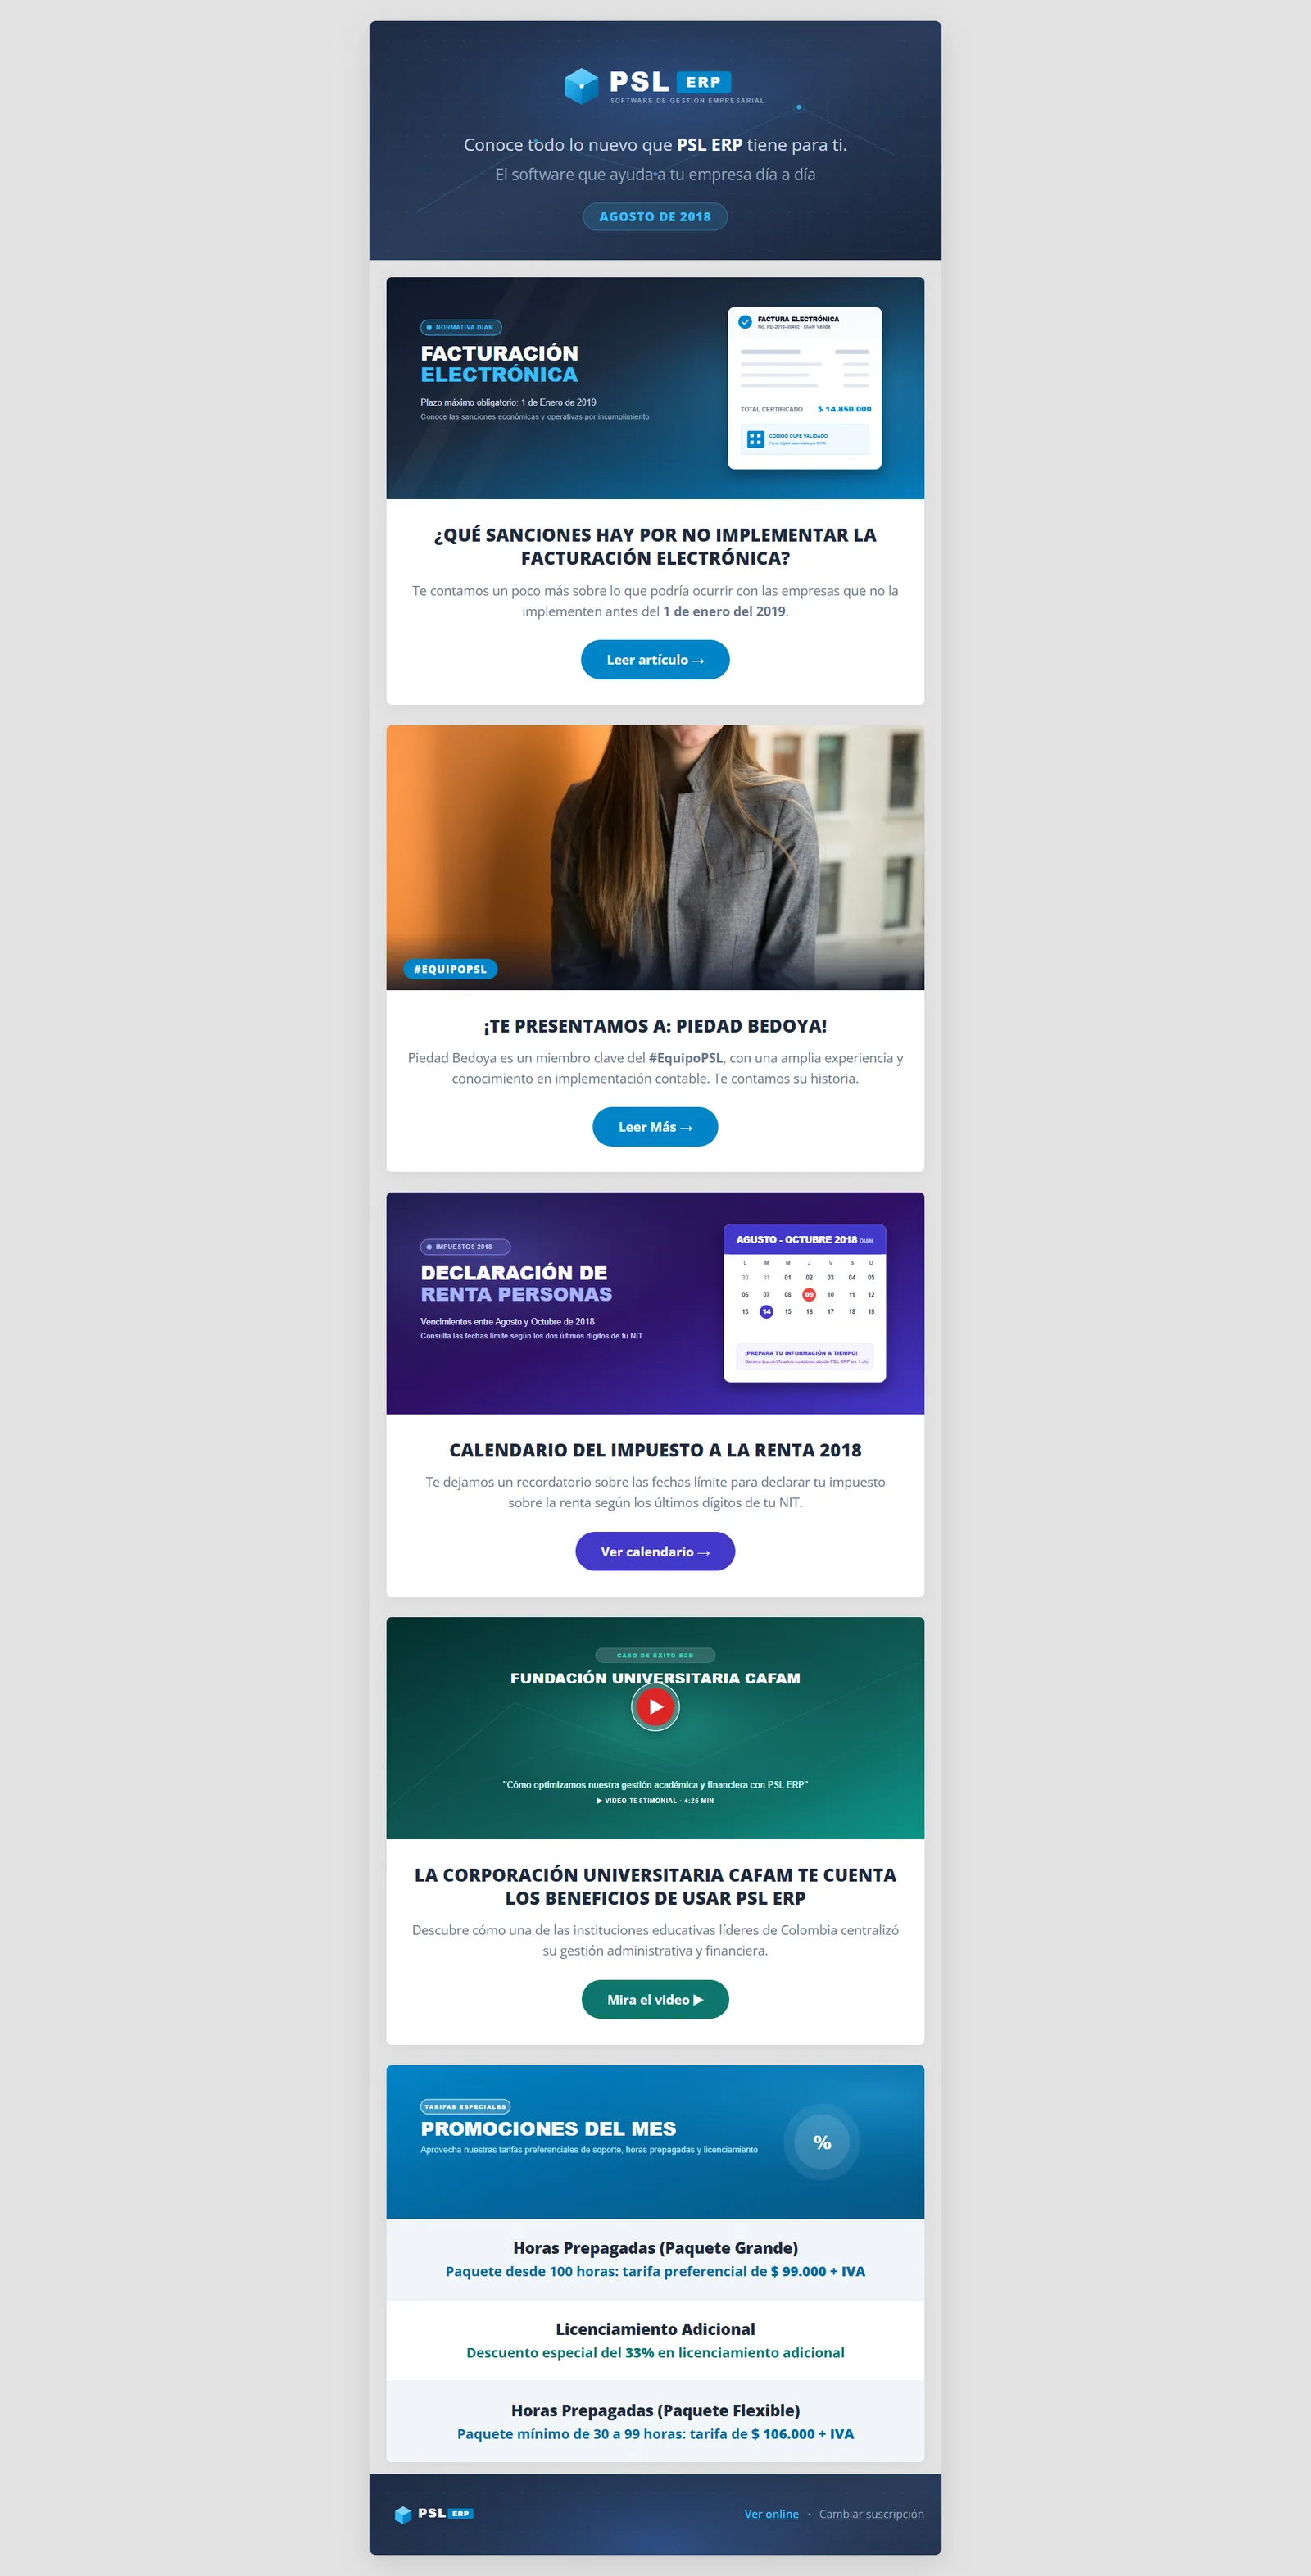 PSL ERP
SOFTWARE DE GESTIÓN EMPRESARIAL
Conoce todo lo nuevo que PSL ERP tiene para ti.
El software que ayuda a tu empresa día a día
AGOSTO DE 2018
NORMATIVA DIAN
FACTURACIÓN
ELECTRÓNICA
Plazo máximo obligatorio: 1 de Enero de 2019
Conoce las sanciones económicas y operativas por incumplimiento
FACTURA ELECTRÓNICA
TOTAL CERTIFICADO $ 14.850.000
CÓDIGO CUFE VALIDADO
¿QUÉ SANCIONES HAY POR NO IMPLEMENTAR LA
FACTURACIÓN ELECTRÓNICA?
Te contamos un poco más sobre lo que podría ocurrir con las empresas que no la
implementen antes del 1 de enero del 2019.
Leer artículo →
#EQUIPOPSL
¡TE PRESENTAMOS A: PIEDAD BEDOYA!
Piedad Bedoya es un miembro clave del #EquipoPSL, con una amplia experiencia y
conocimiento en implementación contable. Te contamos su historia.
Leer Más →
IMPUESTOS 2018
DECLARACIÓN DE
RENTA PERSONAS
Vencimientos entre Agosto y Octubre de 2018
Consulta las fechas límite según los dos últimos dígitos de tu NIT
AGUSTO - OCTUBRE 2018 DIAN
L M M J V S D
30 31 01 02 03 04 05
06 07 08 09 10 11 12
13 14 15 16 17 18 19
¡PREPARA TU INFORMACIÓN A TIEMPO!
Genera tus certificados contables desde PSL ERP en 1 clic
CALENDARIO DEL IMPUESTO A LA RENTA 2018
Te dejamos un recordatorio sobre las fechas límite para declarar tu impuesto
sobre la renta según los últimos dígitos de tu NIT.
Ver calendario →
CASO DE ÉXITO B2B
FUNDACIÓN UNIVERSITARIA CAFAM
"Cómo optimizamos nuestra gestión académica y financiera con PSL ERP"
▶ VIDEO TESTIMONIAL · 4:25 MIN
LA CORPORACIÓN UNIVERSITARIA CAFAM TE CUENTA
LOS BENEFICIOS DE USAR PSL ERP
Descubre cómo una de las instituciones educativas líderes de Colombia centralizó
su gestión administrativa y financiera.
Mira el video ▶
TARIFAS ESPECIALES
PROMOCIONES DEL MES
Aprovecha nuestras tarifas preferenciales de soporte, horas prepagadas y licenciamiento
%
Horas Prepagadas (Paquete Grande)
Paquete desde 100 horas: tarifa preferencial de $ 99.000 + IVA
Licenciamiento Adicional
Descuento especial del 33% en licenciamiento adicional
Horas Prepagadas (Paquete Flexible)
Paquete mínimo de 30 a 99 horas: tarifa de $ 106.000 + IVA
PSL ERP
Ver online · Cambiar suscripción